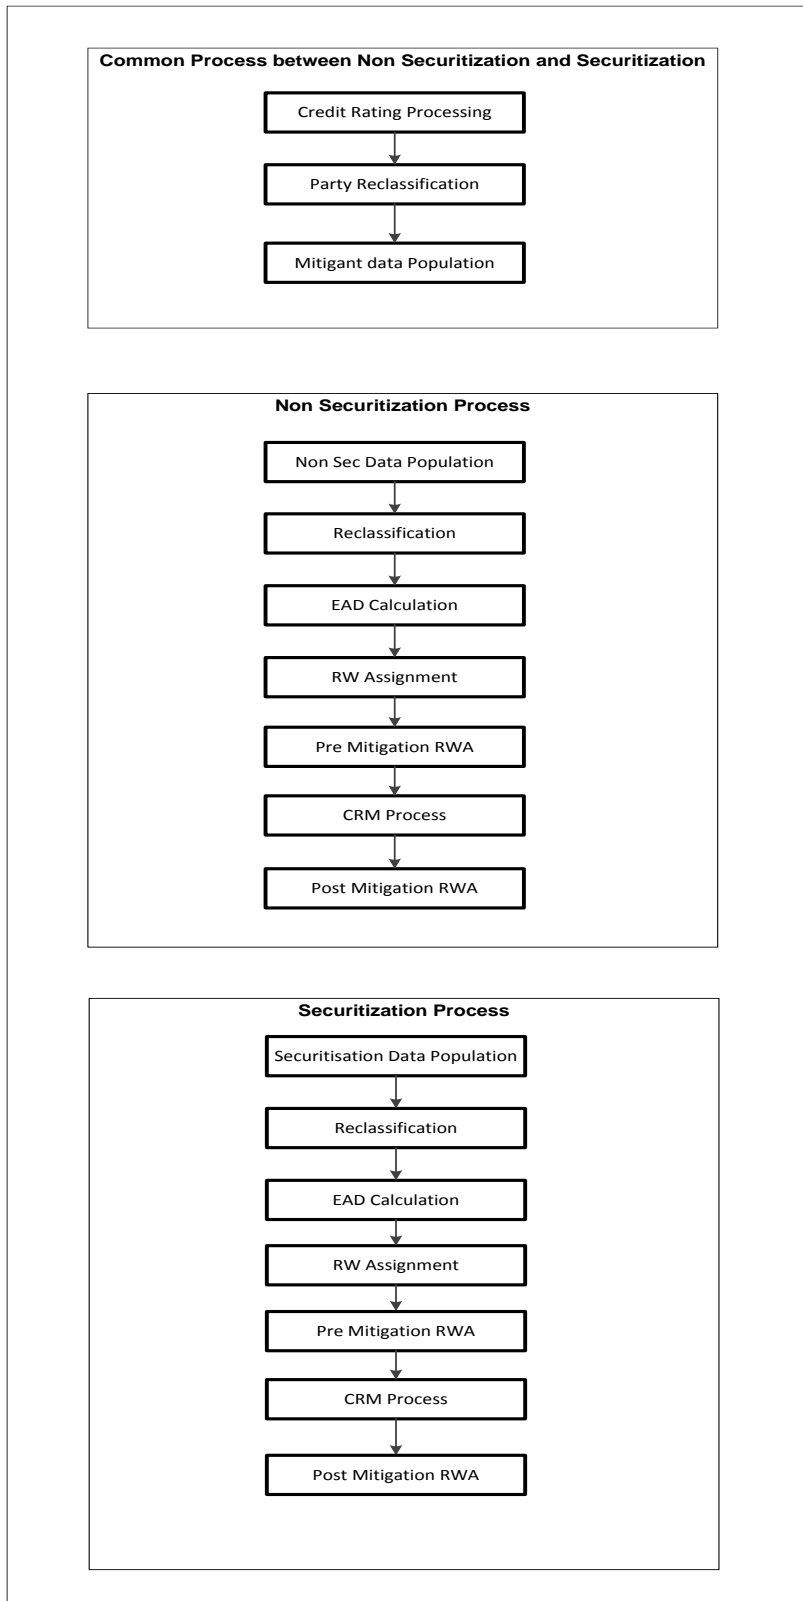 Common Process between Non Securitization and Securitization
Credit Rating Processing
Party Reclassification
Mitigant data Population
Non Securitization Process
Non Sec Data Population
Reclassification
EAD Calculation
RW Assignment
Pre Mitigation RWA
CRM Process
Post Mitigation RWA
Securitization Process
Securitisation Data Population
Reclassification
EAD Calculation
RW Assignment
Pre Mitigation RWA
CRM Process
Post Mitigation RWA